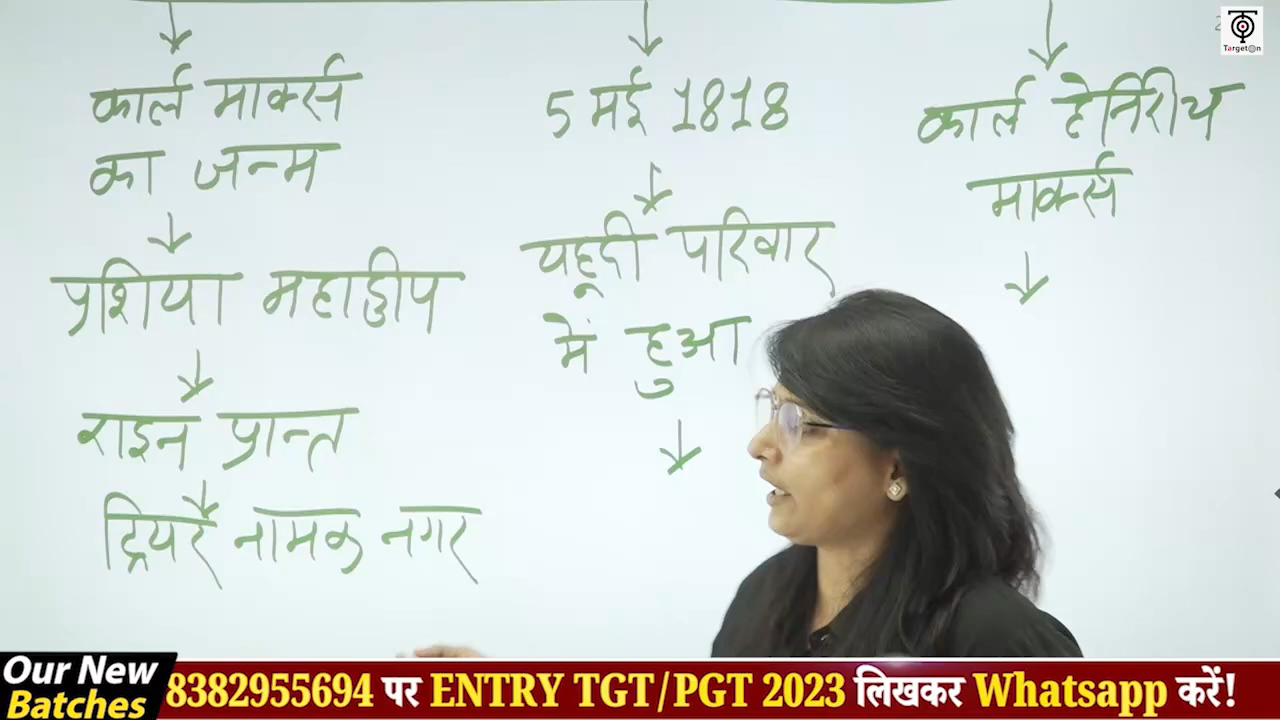 कार्ल मार्क्स
का जन्म
प्रशिया महाद्वीप
राइन प्रान्त
ट्रियर नामक नगर
5 मई 1818
यहूदी परिवार
में हुआ
कार्ल हेनिरीय
मार्क्स
TargetOn
Our New
Batches
8382955694 पर ENTRY TGT/PGT 2023 लिखकर Whatsapp करें!